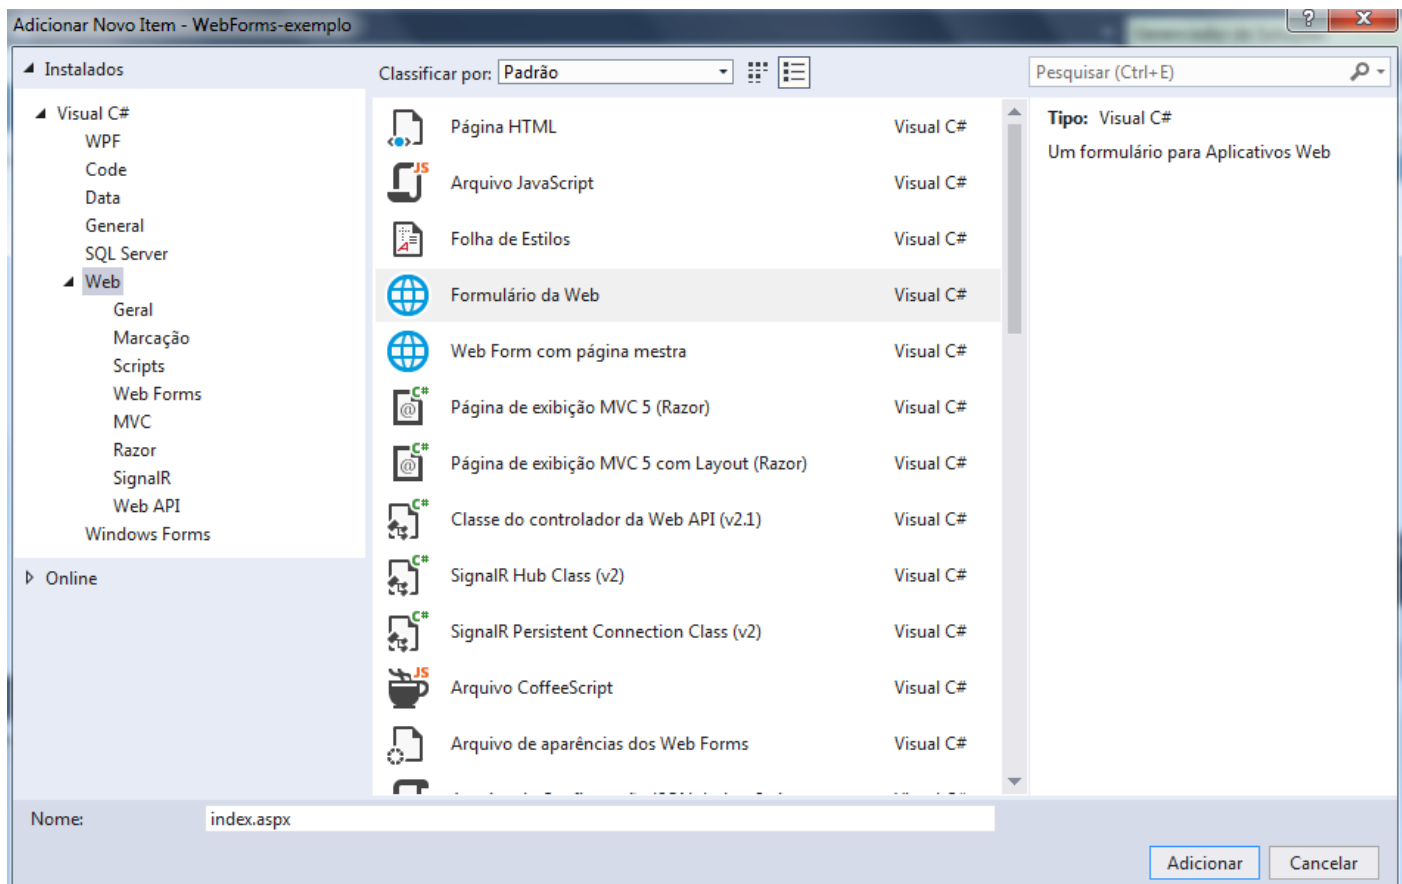 Adicionar Novo Item - WebForms-exemplo
Instalados
Classificar por: Padrão
Pesquisar (Ctrl+E)
Visual C#
WPF
Code
Data
General
SQL Server
Web
Geral
Marcação
Scripts
Web Forms
MVC
Razor
SignalR
Web API
Windows Forms
Online
Página HTML Visual C#
Arquivo JavaScript Visual C#
Folha de Estilos Visual C#
Formulário da Web Visual C#
Web Form com página mestra Visual C#
Página de exibição MVC 5 (Razor) Visual C#
Página de exibição MVC 5 com Layout (Razor) Visual C#
Classe do controlador da Web API (v2.1) Visual C#
SignalR Hub Class (v2) Visual C#
SignalR Persistent Connection Class (v2) Visual C#
Arquivo CoffeeScript Visual C#
Arquivo de aparências dos Web Forms Visual C#
Tipo: Visual C#
Um formulário para Aplicativos Web
Nome: index.aspx
Adicionar Cancelar